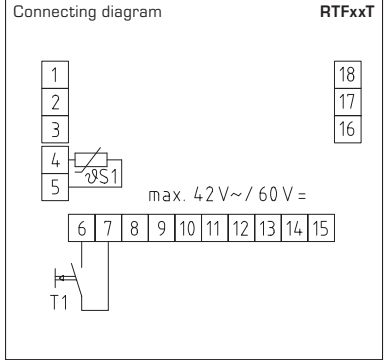 Connecting diagram RTFxxT
1 18
2 17
3 16
4
5 ϑS1
max. 42V~/ 60V=
6 7 8 9 10 11 12 13 14 15
T1